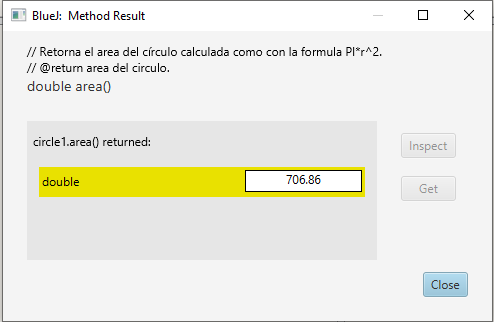 BlueJ: Method Result
// Retorna el area del círculo calculada como con la formula PI*r^2.
// @return area del circulo.
double area()
circle1.area() returned:
Inspect
double 706.86
Get
Close